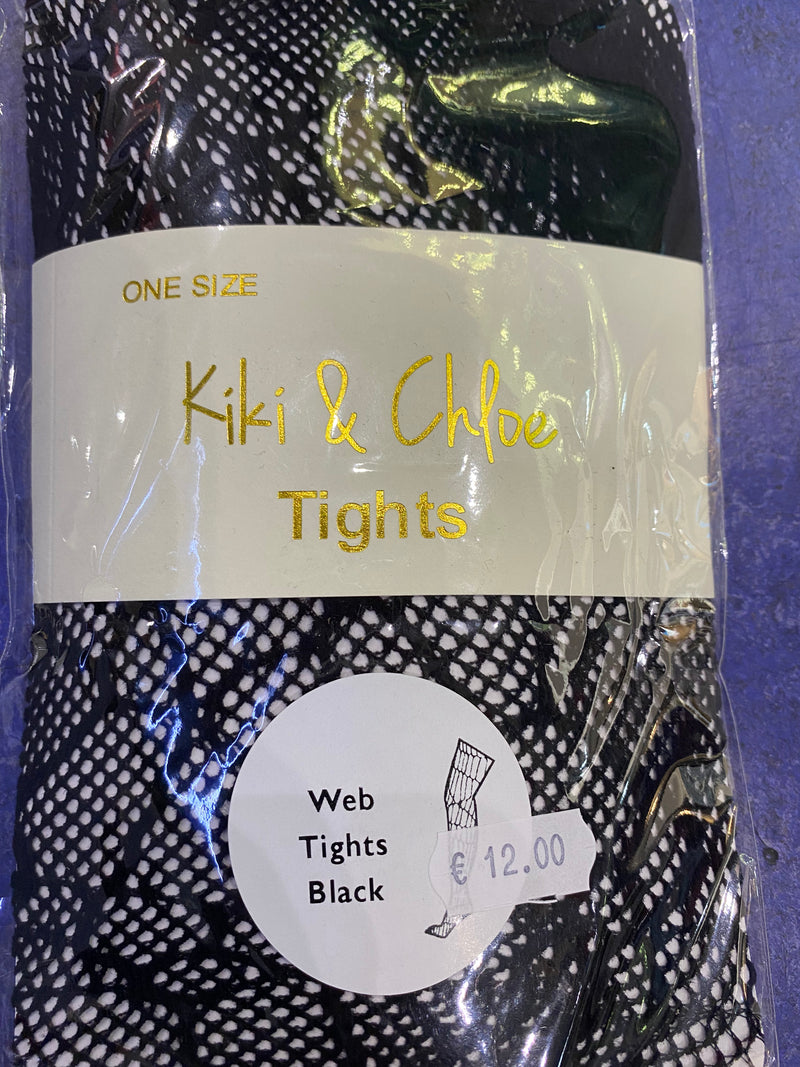 ONE SIZE
Kiki & Chloe
Tights
Web
Tights
Black
€ 12.00